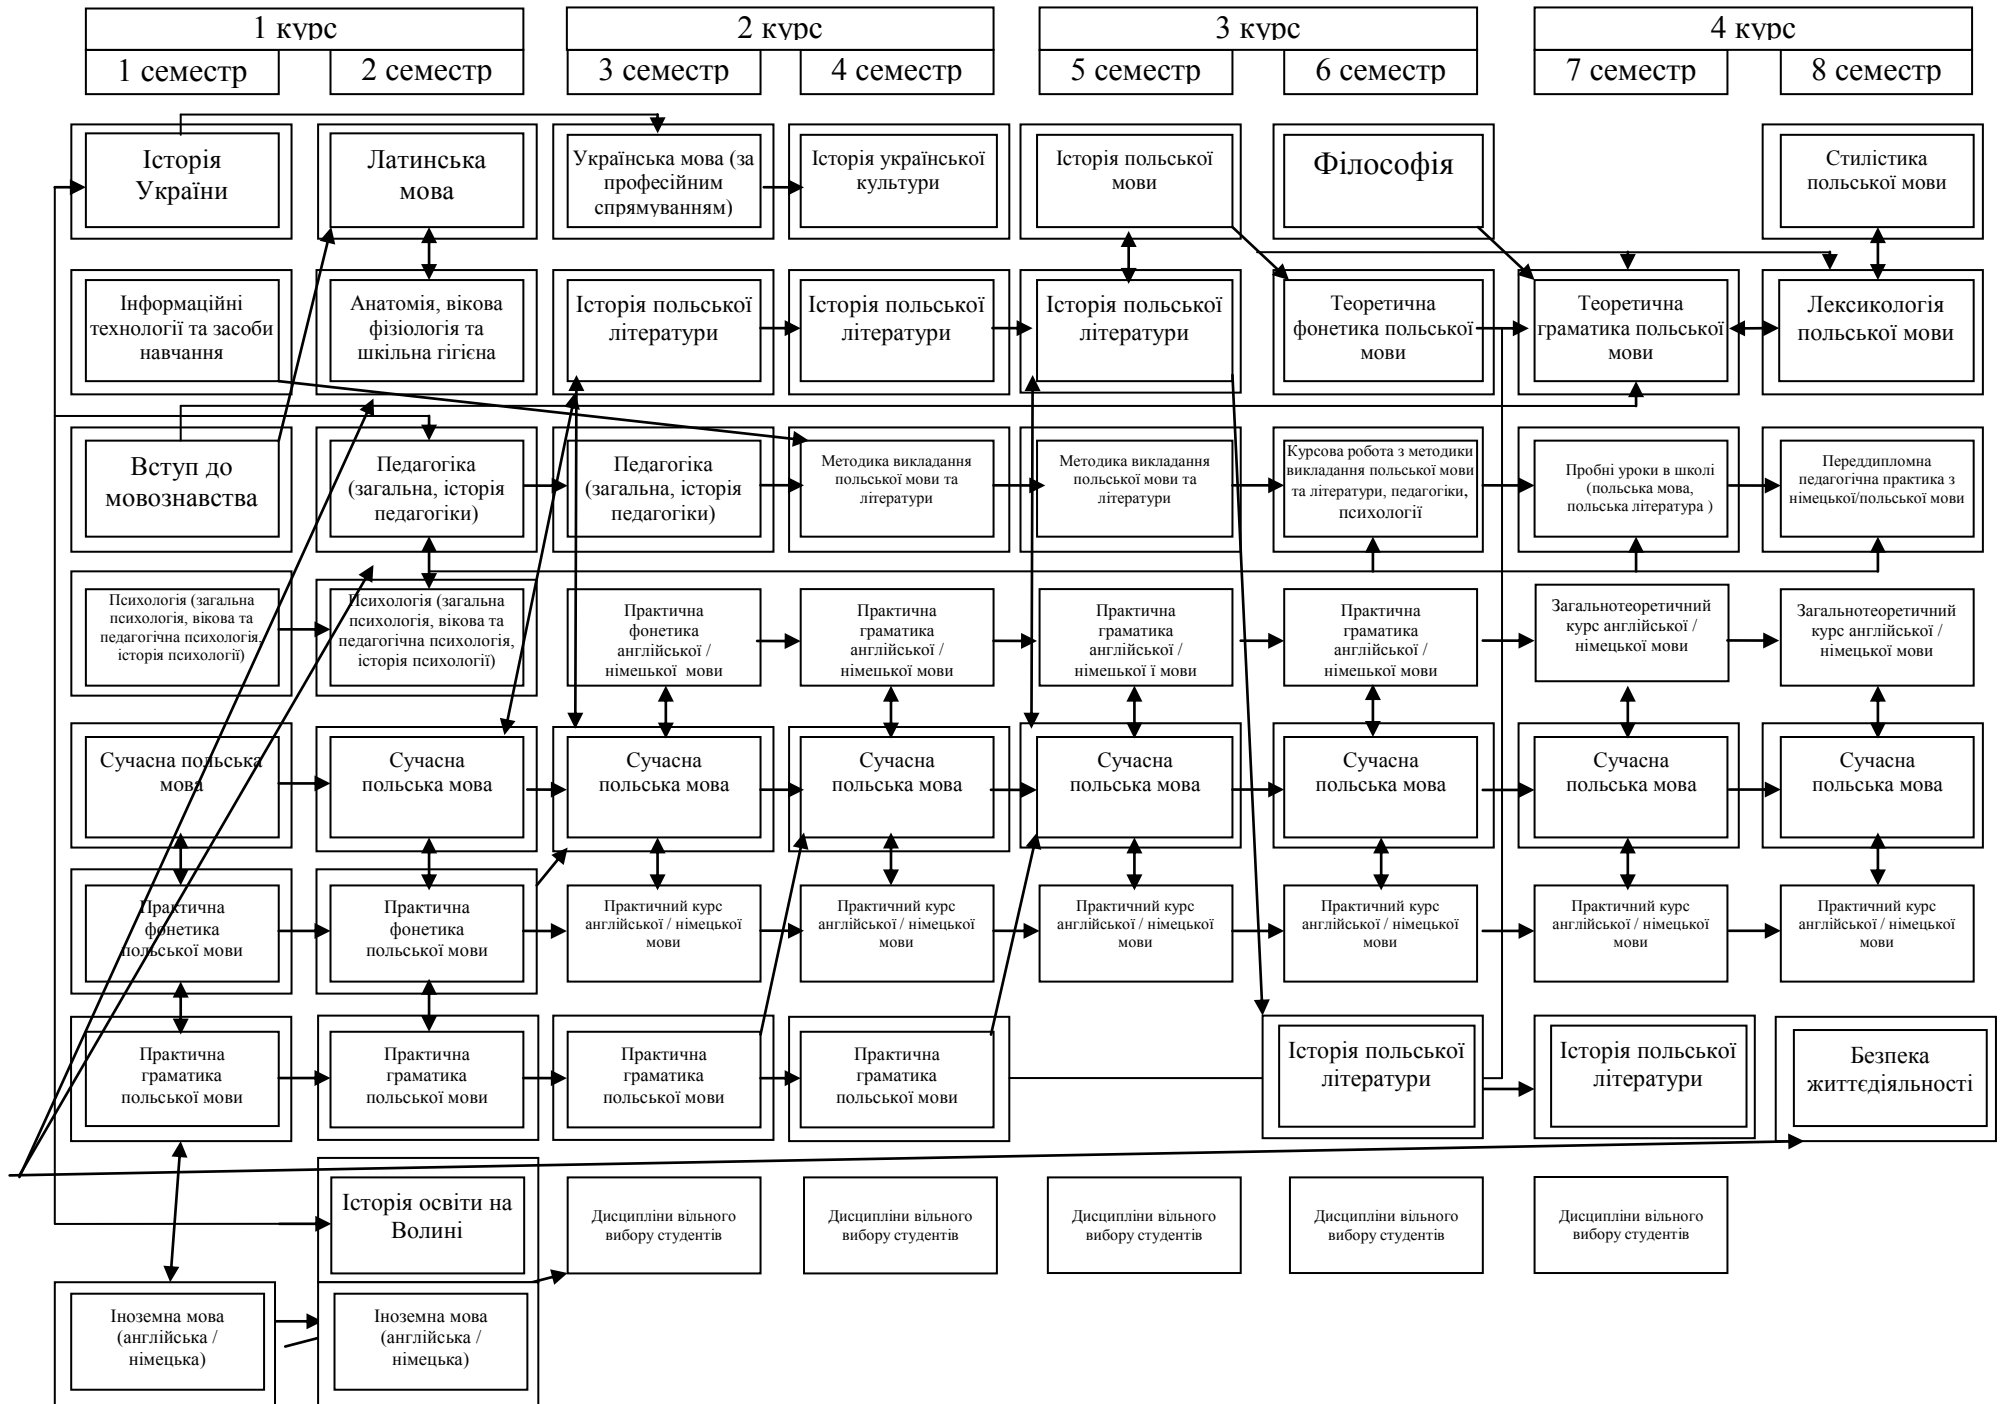 1 курс
2 курс
3 курс
4 курс
1 семестр
2 семестр
3 семестр
4 семестр
5 семестр
6 семестр
7 семестр
8 семестр
Історія
України
Латинська
мова
Українська мова (за
професійним
спрямуванням)
Історія української
культури
Історія польської
мови
Філософія
Стилістика
польської мови
Інформаційні
технології та засоби
навчання
Анатомія, вікова
фізіологія та
шкільна гігієна
Історія польської
літератури
Історія польської
літератури
Історія польської
літератури
Теоретична
фонетика польської
мови
Теоретична
граматика польської
мови
Лексикологія
польської мови
Вступ до
мовознавства
Педагогіка
(загальна, історія
педагогіки)
Педагогіка
(загальна, історія
педагогіки)
Методика викладання
польської мови та
літератури
Методика викладання
польської мови та
літератури
Курсова робота з методики
викладання польської мови
та літератури, педагогіки,
психології
Пробні уроки в школі
(польська мова,
польська література )
Переддипломна
педагогічна практика з
німецької/польської мови
Психологія (загальна
психологія, вікова та
педагогічна психологія,
історія психології)
Психологія (загальна
психологія, вікова та
педагогічна психологія,
історія психології)
Практична
фонетика
англійської /
німецької мови
Практична
граматика
англійської /
німецької мови
Практична
граматика
англійської /
німецької ї мови
Практична
граматика
англійської /
німецької мови
Загальнотеоретичний
курс англійської /
німецької мови
Загальнотеоретичний
курс англійської /
німецької мови
Сучасна польська
мова
Сучасна
польська мова
Сучасна
польська мова
Сучасна
польська мова
Сучасна
польська мова
Сучасна
польська мова
Сучасна
польська мова
Сучасна
польська мова
Практична
фонетика
польської мови
Практична
фонетика
польської мови
Практичний курс
англійської / німецької
мови
Практичний курс
англійської / німецької
мови
Практичний курс
англійської / німецької
мови
Практичний курс
англійської / німецької
мови
Практичний курс
англійської / німецької
мови
Практичний курс
англійської / німецької
мови
Практична
граматика
польської мови
Практична
граматика
польської мови
Практична
граматика
польської мови
Практична
граматика
польської мови
Історія польської
літератури
Історія польської
літератури
Безпека
життєдіяльності
Історія освіти на
Волині
Дисципліни вільного
вибору студентів
Дисципліни вільного
вибору студентів
Дисципліни вільного
вибору студентів
Дисципліни вільного
вибору студентів
Дисципліни вільного
вибору студентів
Іноземна мова
(англійська /
німецька)
Іноземна мова
(англійська /
німецька)